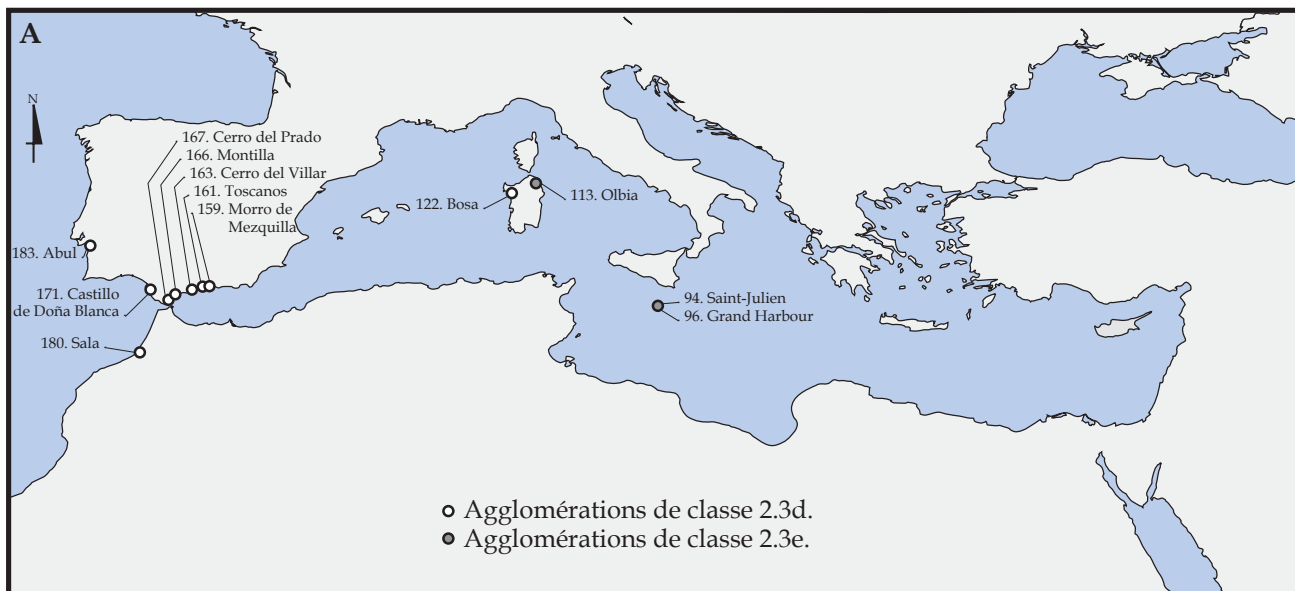 A
N
167. Cerro del Prado
166. Montilla
163. Cerro del Villar
161. Toscanos
159. Morro de
Mezquilla
183. Abul
171. Castillo
de Doña Blanca
180. Sala
122. Bosa
113. Olbia
94. Saint-Julien
96. Grand Harbour
Agglomérations de classe 2.3d.
Agglomérations de classe 2.3e.